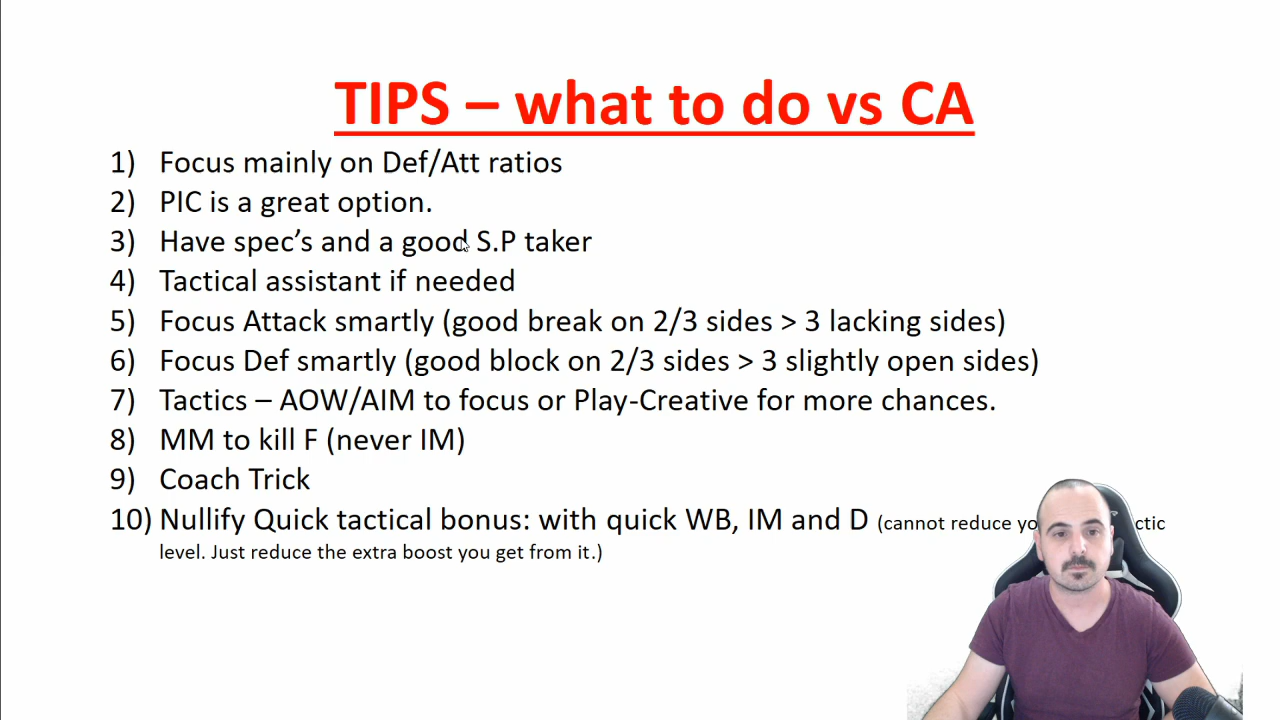 TIPS – what to do vs CA
1) Focus mainly on Def/Att ratios
2) PIC is a great option.
3) Have spec's and a good S.P taker
4) Tactical assistant if needed
5) Focus Attack smartly (good break on 2/3 sides > 3 lacking sides)
6) Focus Def smartly (good block on 2/3 sides > 3 slightly open sides)
7) Tactics – AOW/AIM to focus or Play-Creative for more chances.
8) MM to kill F (never IM)
9) Coach Trick
10) Nullify Quick tactical bonus: with quick WB, IM and D (cannot reduce
level. Just reduce the extra boost you get from it.)